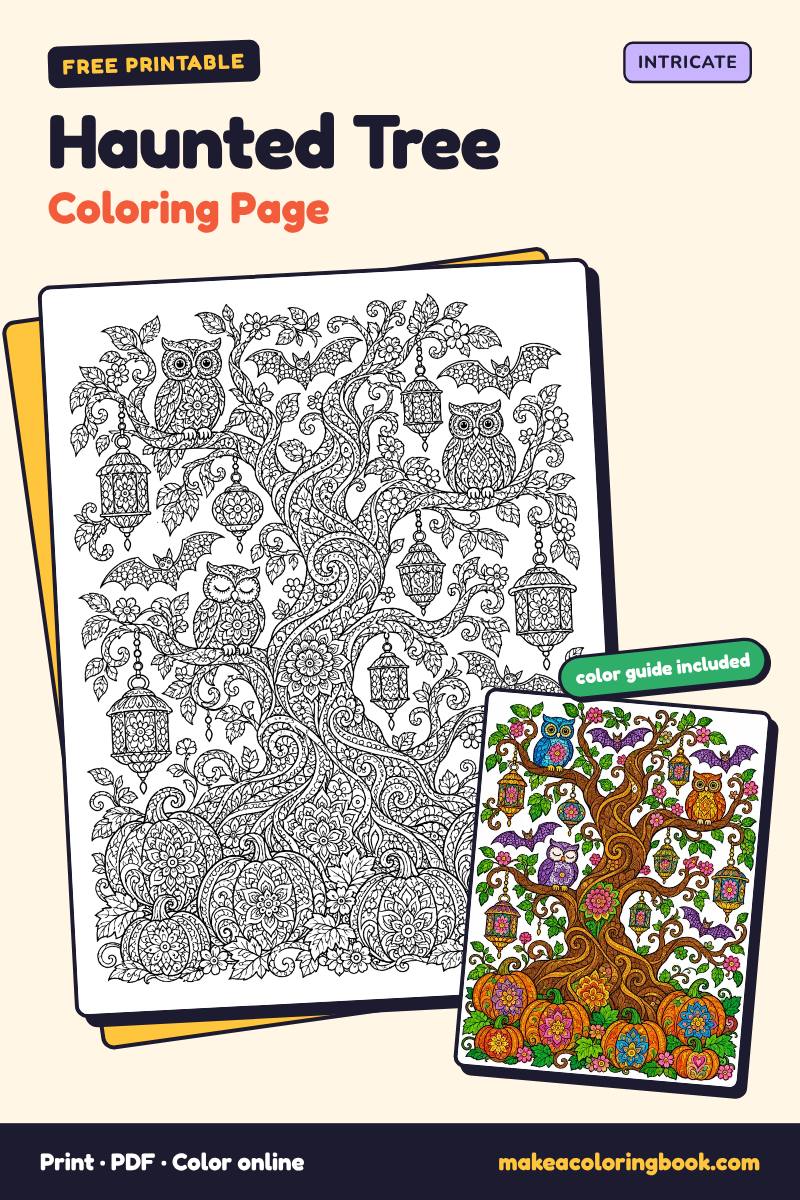 FREE PRINTABLE
INTRICATE
Haunted Tree
Coloring Page
color guide included
Print · PDF · Color online
makeacoloringbook.com